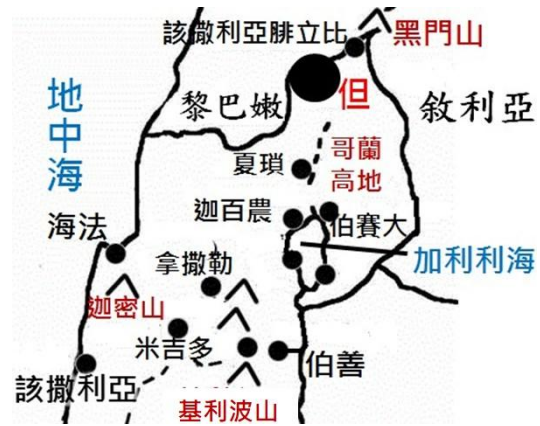 該撒利亞腓立比
黑門山
地中海
黎巴嫩
但
敘利亞
夏瑣
哥蘭
高地
迦百農
伯賽大
海法
拿撒勒
加利利海
迦密山
米吉多
伯善
該撒利亞
基利波山